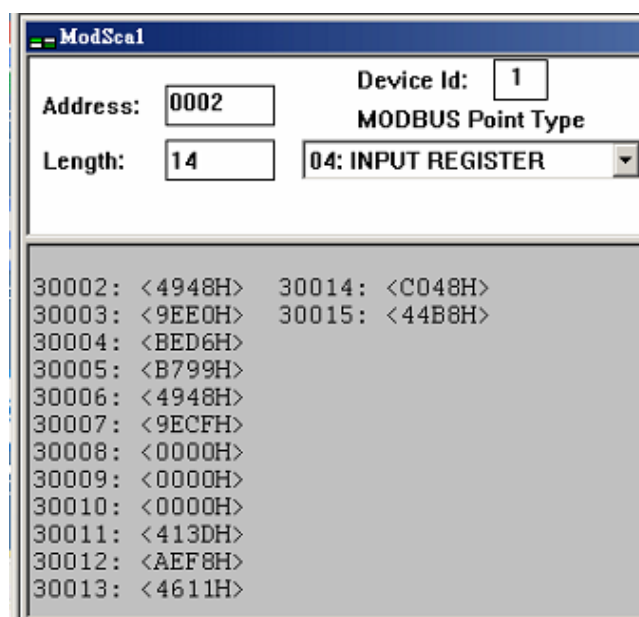 ModSca1
Device Id: 1
Address: 0002
MODBUS Point Type
Length: 14
04: INPUT REGISTER
30002: <4948H> 30014: <C048H>
30003: <9EE0H> 30015: <44B8H>
30004: <BED6H>
30005: <B799H>
30006: <4948H>
30007: <9ECFH>
30008: <0000H>
30009: <0000H>
30010: <0000H>
30011: <413DH>
30012: <AEF8H>
30013: <4611H>